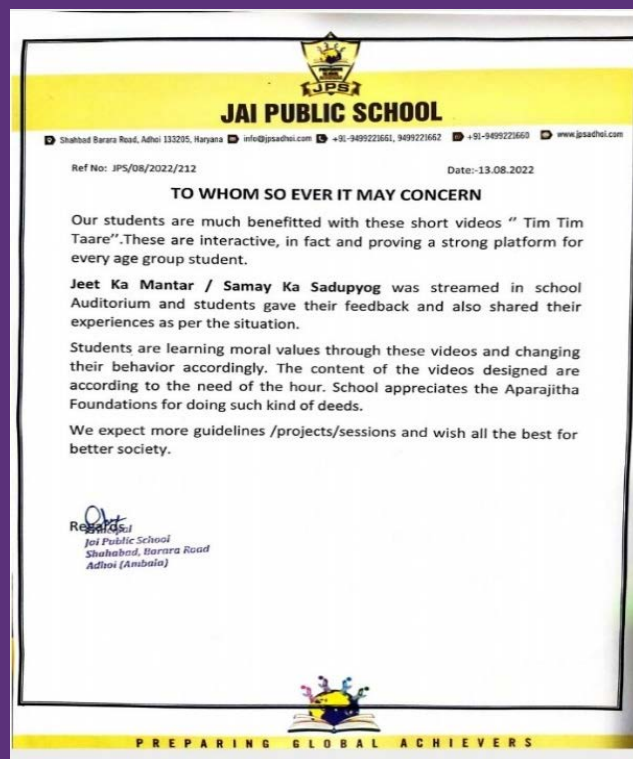 JPS
JAI PUBLIC SCHOOL
Shahbad Barara Road, Adhoi 133205, Haryana info@jpsadhoi.com +91-9499221661, 9499221662 +91-9499221660 www.jpsadhoi.com
Ref No: JPS/08/2022/212 Date:-13.08.2022
TO WHOM SO EVER IT MAY CONCERN
Our students are much benefitted with these short videos “ Tim Tim
Taare”.These are interactive, in fact and proving a strong platform for
every age group student.
Jeet Ka Mantar / Samay Ka Sadupyog was streamed in school
Auditorium and students gave their feedback and also shared their
experiences as per the situation.
Students are learning moral values through these videos and changing
their behavior accordingly. The content of the videos designed are
according to the need of the hour. School appreciates the Aparajitha
Foundations for doing such kind of deeds.
We expect more guidelines /projects/sessions and wish all the best for
better society.
Regards
Principal
Jai Public School
Shahabad, Barara Road
Adhoi (Ambala)
PREPARING GLOBAL ACHIEVERS